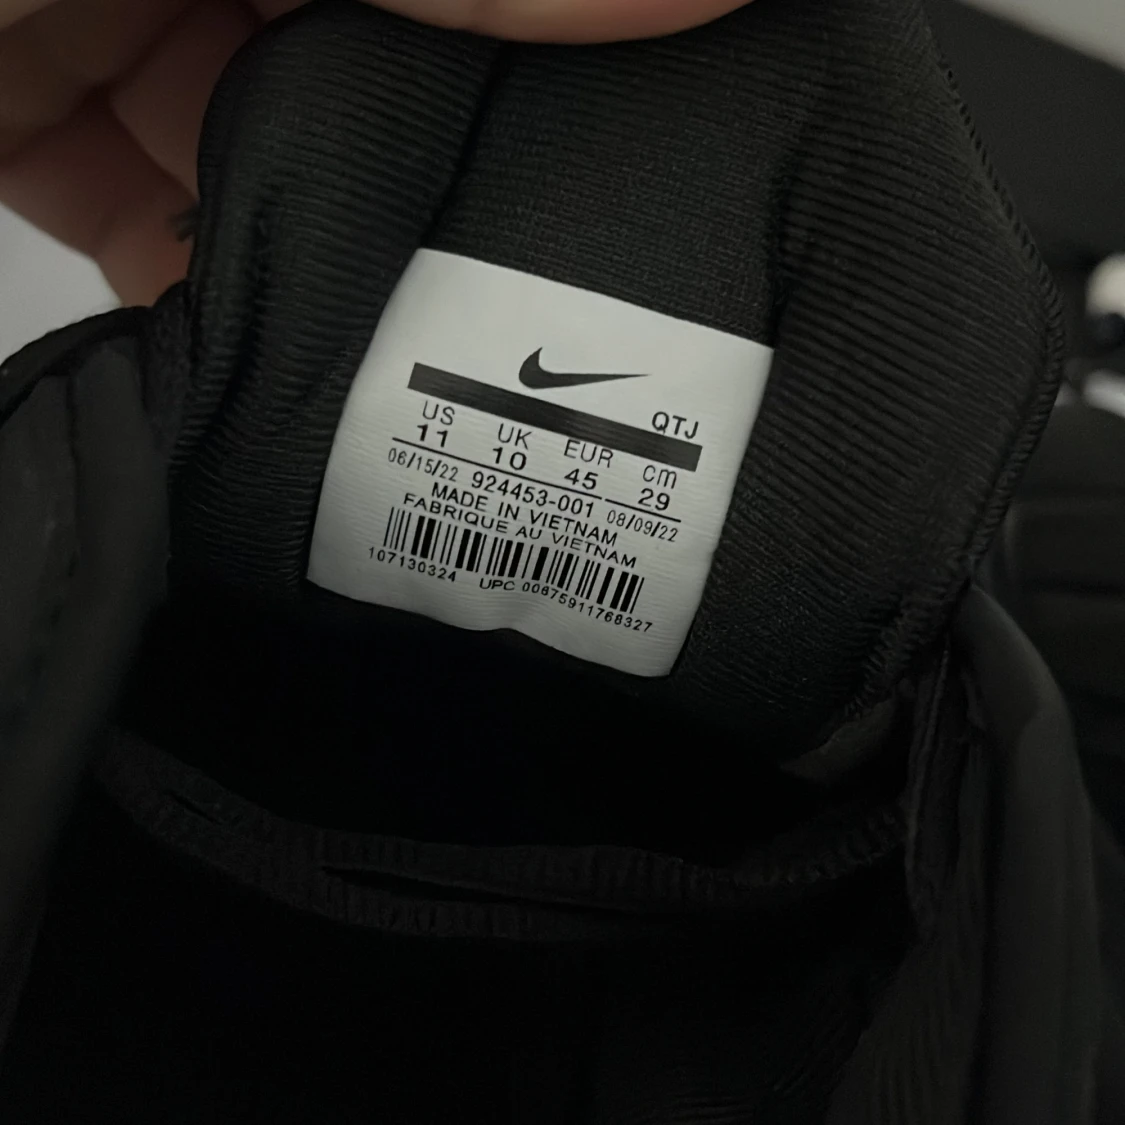 QTJ
US UK EUR cm
11 10 45 29
06/15/22 924453-001 08/09/22
MADE IN VIETNAM
FABRIQUE AU VIETNAM
107130324 UPC 00675911768327